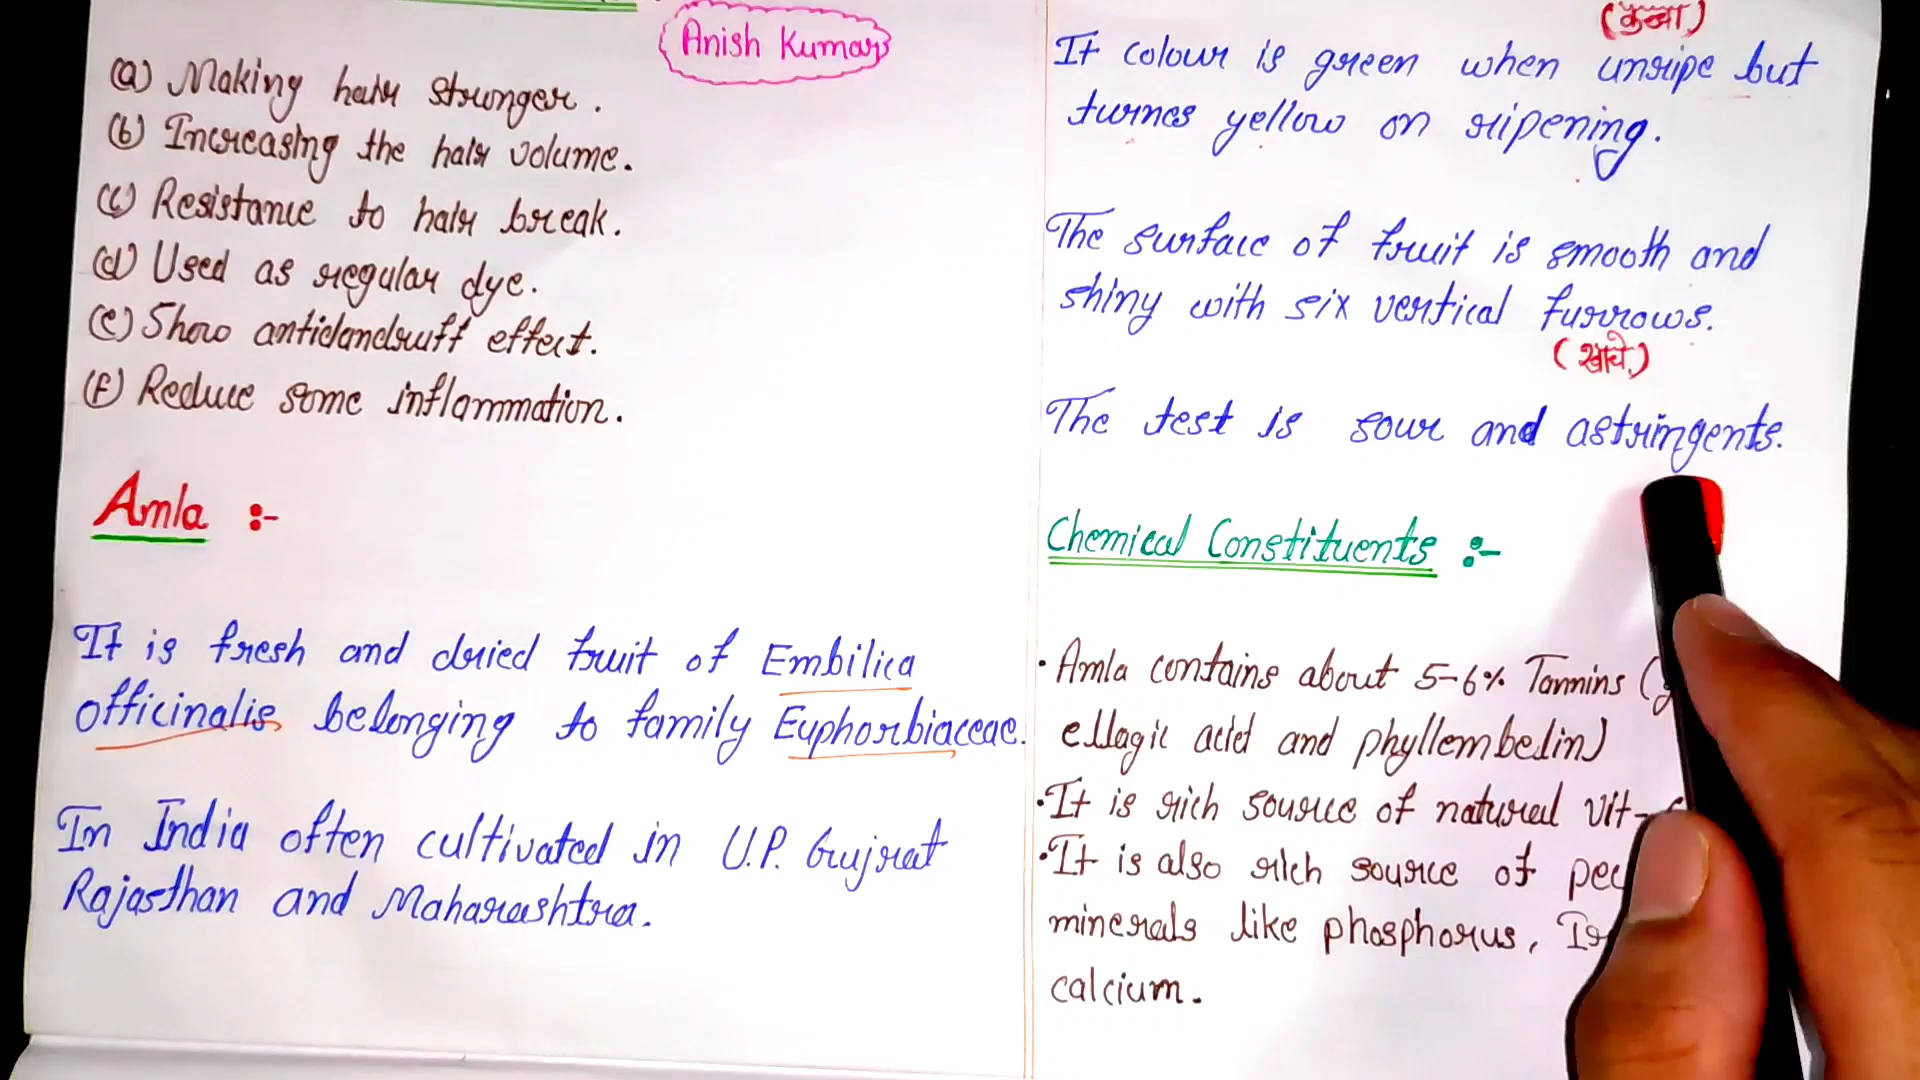 Anish Kumar
(a) Making hair stronger.
(b) Increasing the hair volume.
(c) Resistance to hair break.
(d) Used as regular dye.
(e) Show antidandruff effect.
(f) Reduce some inflammation.
Amla :-
It is fresh and dried fruit of Embilica
officinalis belonging to family Euphorbiaceae.
In India often cultivated in U.P. Gujrat
Rajasthan and Maharashtra.
(कच्चा)
It colour is green when unripe but
turnes yellow on ripening.
The surface of fruit is smooth and
shiny with six vertical furrows.
(खांचे)
The test is sour and astringents.
Chemical Constituents :-
• Amla contains about 5-6% Tannins (
ellagic acid and phyllembelin)
• It is rich source of natural vit-
• It is also rich source of
minerals like phosphorus,
calcium.